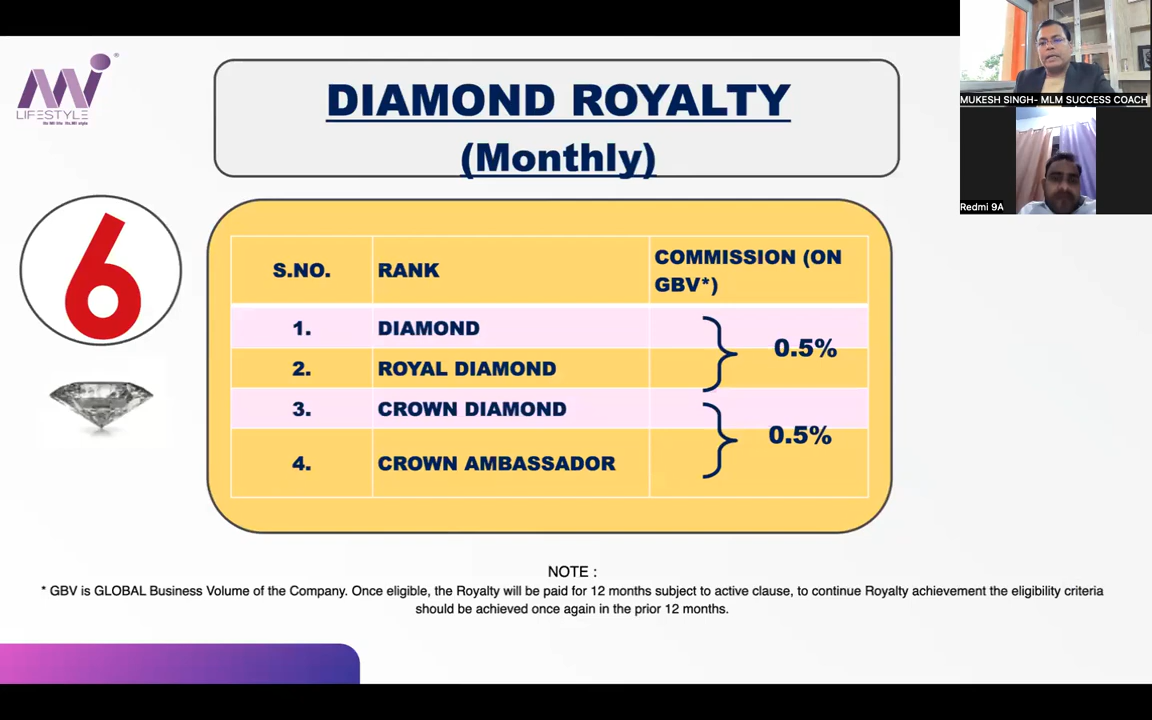 LIFESTYLE
DIAMOND ROYALTY
(Monthly)
MUKESH SINGH- MLM SUCCESS COACH
Redmi 9A
6
S.NO. RANK COMMISSION (ON
GBV*)
1. DIAMOND
2. ROYAL DIAMOND
0.5%
3. CROWN DIAMOND
4. CROWN AMBASSADOR
0.5%
NOTE :
* GBV is GLOBAL Business Volume of the Company. Once eligible, the Royalty will be paid for 12 months subject to active clause, to continue Royalty achievement the eligibility criteria
should be achieved once again in the prior 12 months.